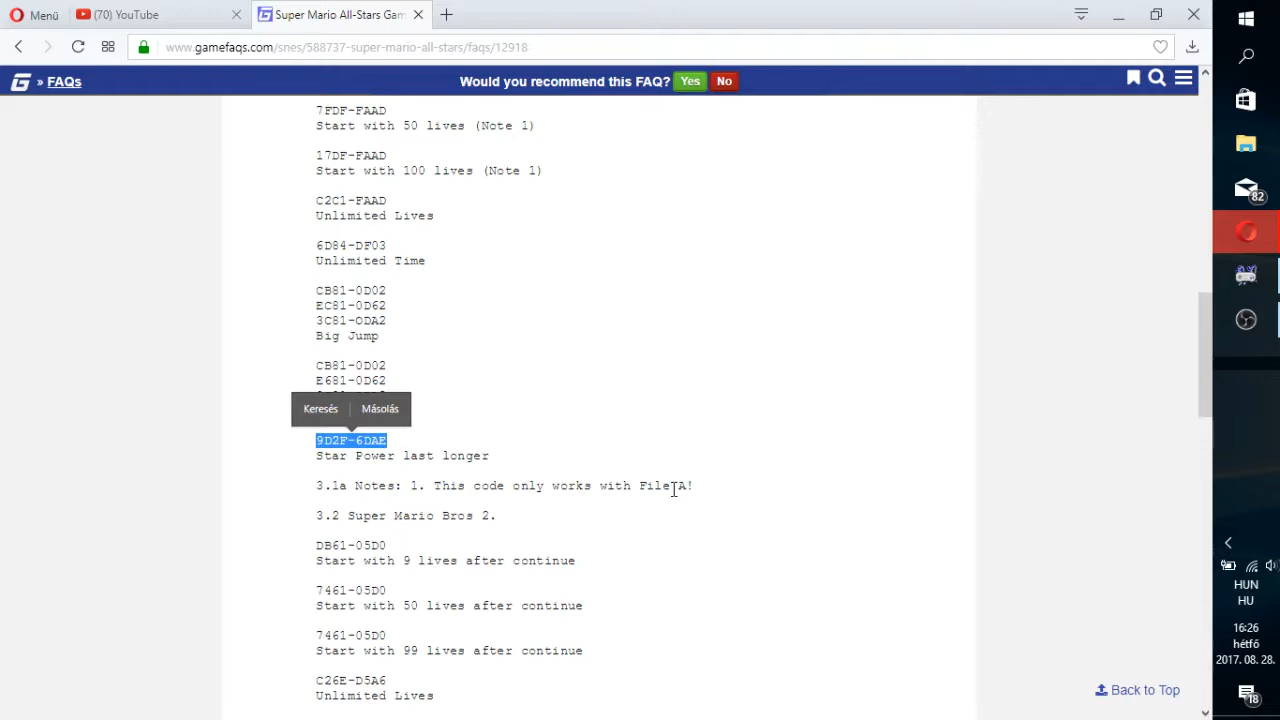 Menü
(70) YouTube
Super Mario All-Stars Gam
www.gamefaqs.com/snes/588737-super-mario-all-stars/faqs/12918
» FAQs
Would you recommend this FAQ? Yes No
7FDF-FAAD
Start with 50 lives (Note 1)
17DF-FAAD
Start with 100 lives (Note 1)
C2C1-FAAD
Unlimited Lives
6D84-DF03
Unlimited Time
CB81-0D02
EC81-0D62
3C81-0DA2
Big Jump
CB81-0D02
E681-0D62
Keresés
Másolás
9D2F-6DAE
Star Power last longer
3.1a Notes: 1. This code only works with File A!
3.2 Super Mario Bros 2.
DB61-05D0
Start with 9 lives after continue
7461-05D0
Start with 50 lives after continue
7461-05D0
Start with 99 lives after continue
C26E-D5A6
Unlimited Lives
Back to Top
82
HUN
HU
16:26
hétfő
2017. 08. 28.
18